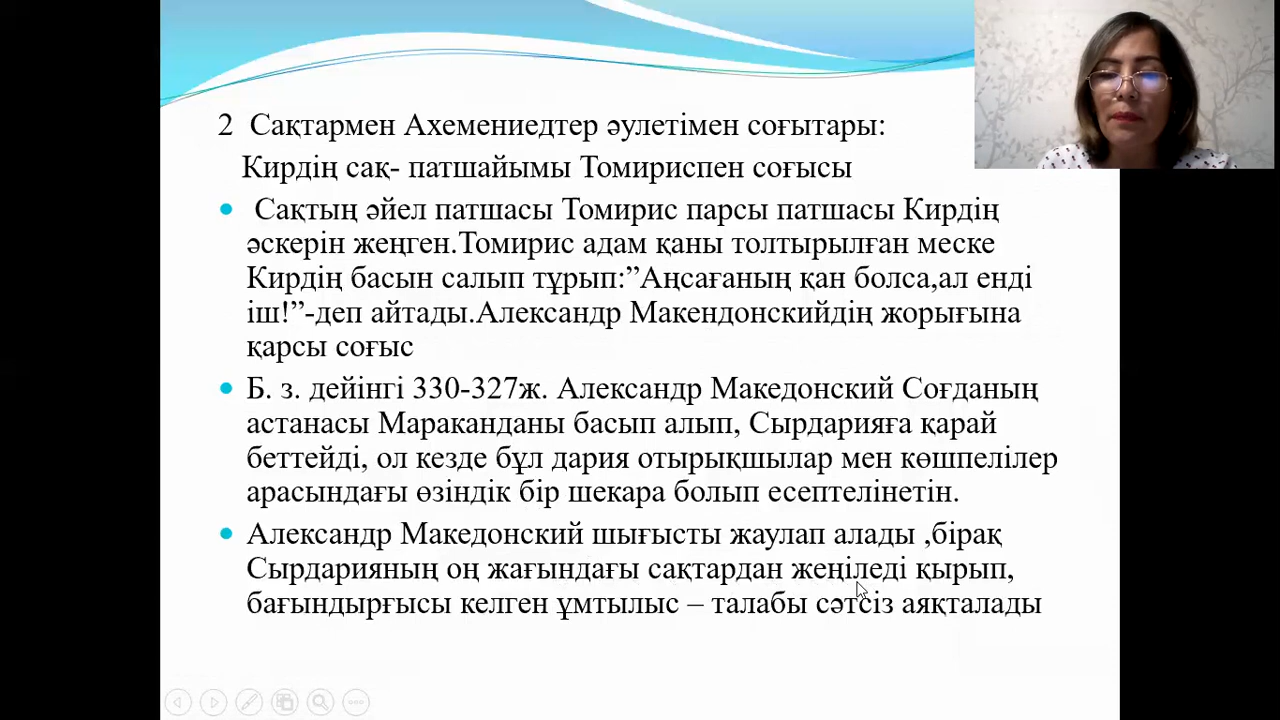 2 Сақтармен Ахемениедтер әулетімен соғытары:
Кирдің сақ- патшайымы Томириспен соғысы
Сақтың әйел патшасы Томирис парсы патшасы Кирдің
әскерін жеңген.Томирис адам қаны толтырылған меске
Кирдің басын салып тұрып:”Аңсағаның қан болса,ал енді
іш!”-деп айтады.Александр Макендонскийдің жорығына
қарсы соғыс
Б. з. дейінгі 330-327ж. Александр Македонский Соғданың
астанасы Мараканданы басып алып, Сырдарияға қарай
беттейді, ол кезде бұл дария отырықшылар мен көшпелілер
арасындағы өзіндік бір шекара болып есептелінетін.
Александр Македонский шығысты жаулап алады ,бірақ
Сырдарияның оң жағындағы сақтардан жеңіледі қырып,
бағындырғысы келген ұмтылыс – талабы сәтсіз аяқталады